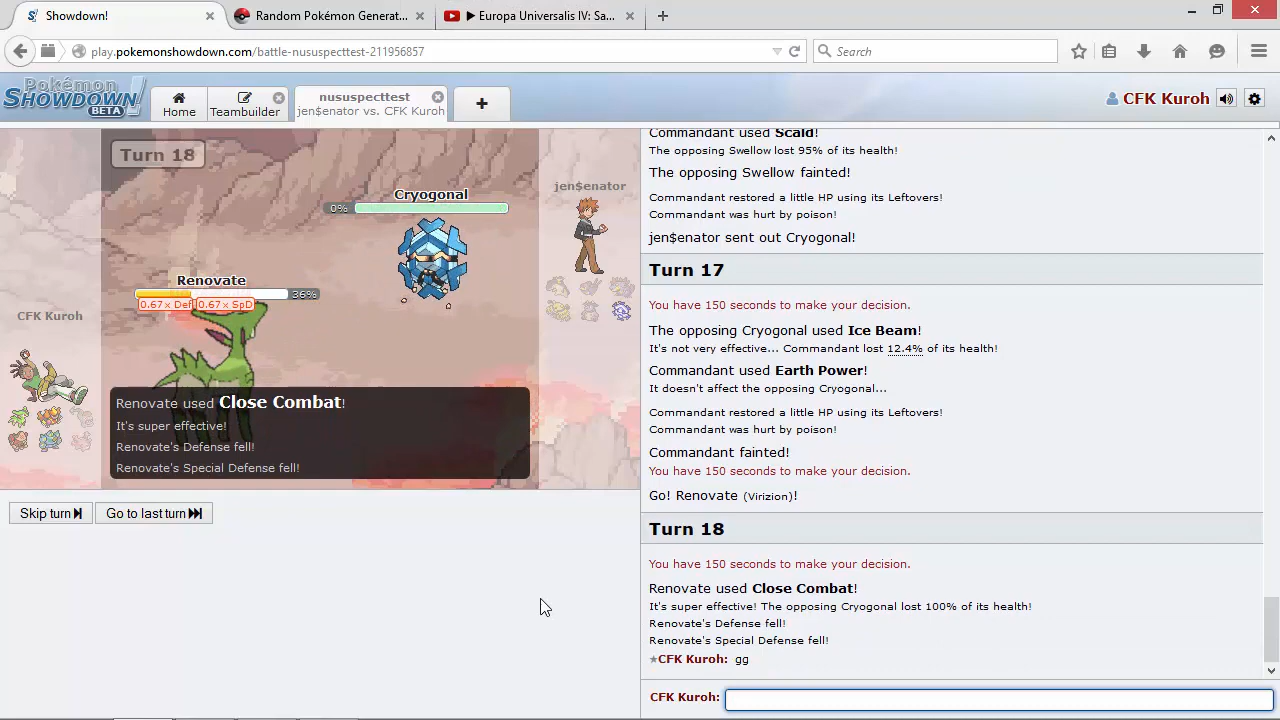 Showdown!
Random Pokémon Generat...
▶ Europa Universalis IV: Sa...
play.pokemonshowdown.com/battle-nususpecttest-211956857
Search
Pokémon
Showdown!
BETA
Home
Teambuilder
nususpecttest
jen$enator vs. CFK Kuroh
CFK Kuroh
Turn 18
Cryogonal
0%
jen$enator
Renovate
36%
0.67× Def
0.67× SpD
CFK Kuroh
Renovate used Close Combat!
It's super effective!
Renovate's Defense fell!
Renovate's Special Defense fell!
Skip turn
Go to last turn
Commandant used Scald!
The opposing Swellow lost 95% of its health!
The opposing Swellow fainted!
Commandant restored a little HP using its Leftovers!
Commandant was hurt by poison!
jen$enator sent out Cryogonal!
Turn 17
You have 150 seconds to make your decision.
The opposing Cryogonal used Ice Beam!
It's not very effective... Commandant lost 12.4% of its health!
Commandant used Earth Power!
It doesn't affect the opposing Cryogonal...
Commandant restored a little HP using its Leftovers!
Commandant was hurt by poison!
Commandant fainted!
You have 150 seconds to make your decision.
Go! Renovate (Virizion)!
Turn 18
You have 150 seconds to make your decision.
Renovate used Close Combat!
It's super effective! The opposing Cryogonal lost 100% of its health!
Renovate's Defense fell!
Renovate's Special Defense fell!
★CFK Kuroh: gg
CFK Kuroh: